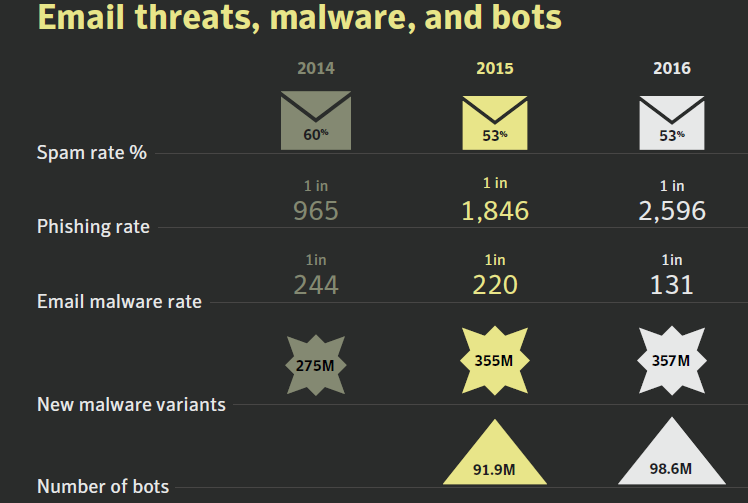 Email threats, malware, and bots
2014 2015 2016
60% 53% 53%
Spam rate %
1 in 1 in 1 in
965 1,846 2,596
Phishing rate
1in 1in 1in
244 220 131
Email malware rate
275M 355M 357M
New malware variants
91.9M 98.6M
Number of bots